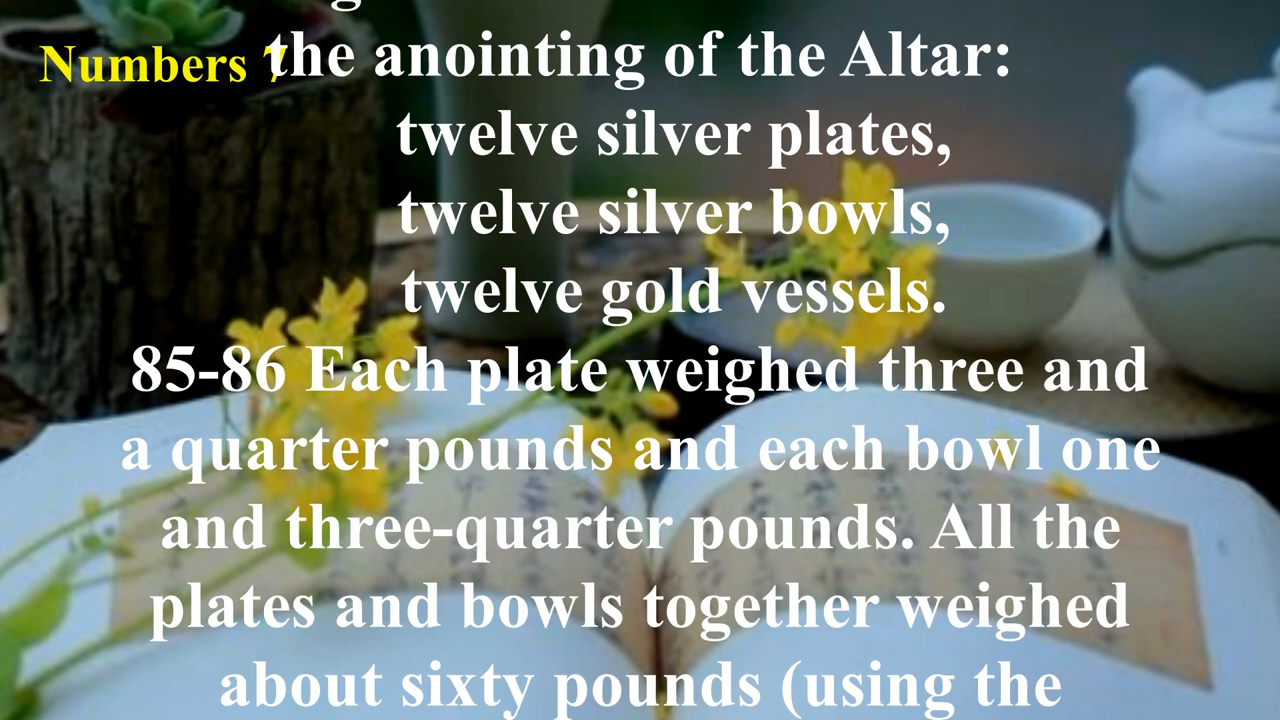 Numbers 7
the anointing of the Altar:
twelve silver plates,
twelve silver bowls,
twelve gold vessels.
85-86 Each plate weighed three and
a quarter pounds and each bowl one
and three-quarter pounds. All the
plates and bowls together weighed
about sixty pounds (using the